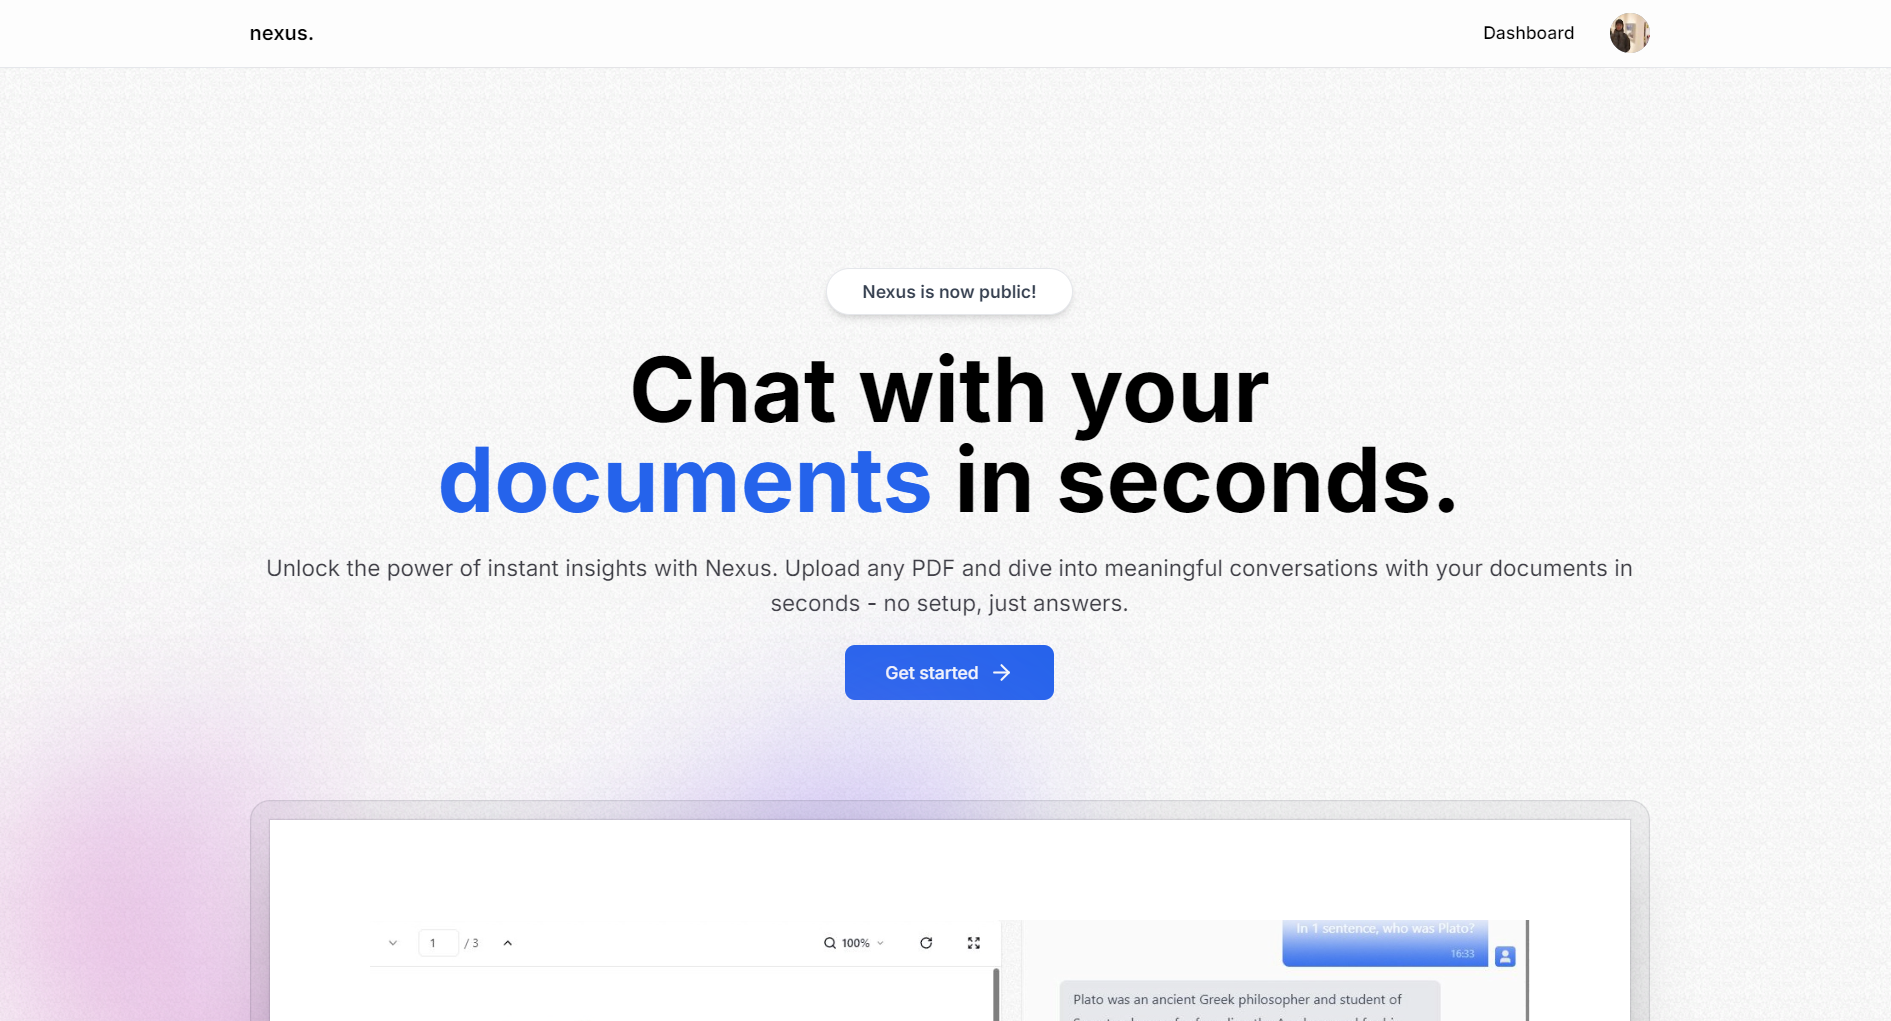 nexus.
Dashboard
Nexus is now public!
Chat with your
documents in seconds.
Unlock the power of instant insights with Nexus. Upload any PDF and dive into meaningful conversations with your documents in
seconds - no setup, just answers.
Get started
1 / 3
100%
In 1 sentence, who was Plato?
16:33
Plato was an ancient Greek philosopher and student of